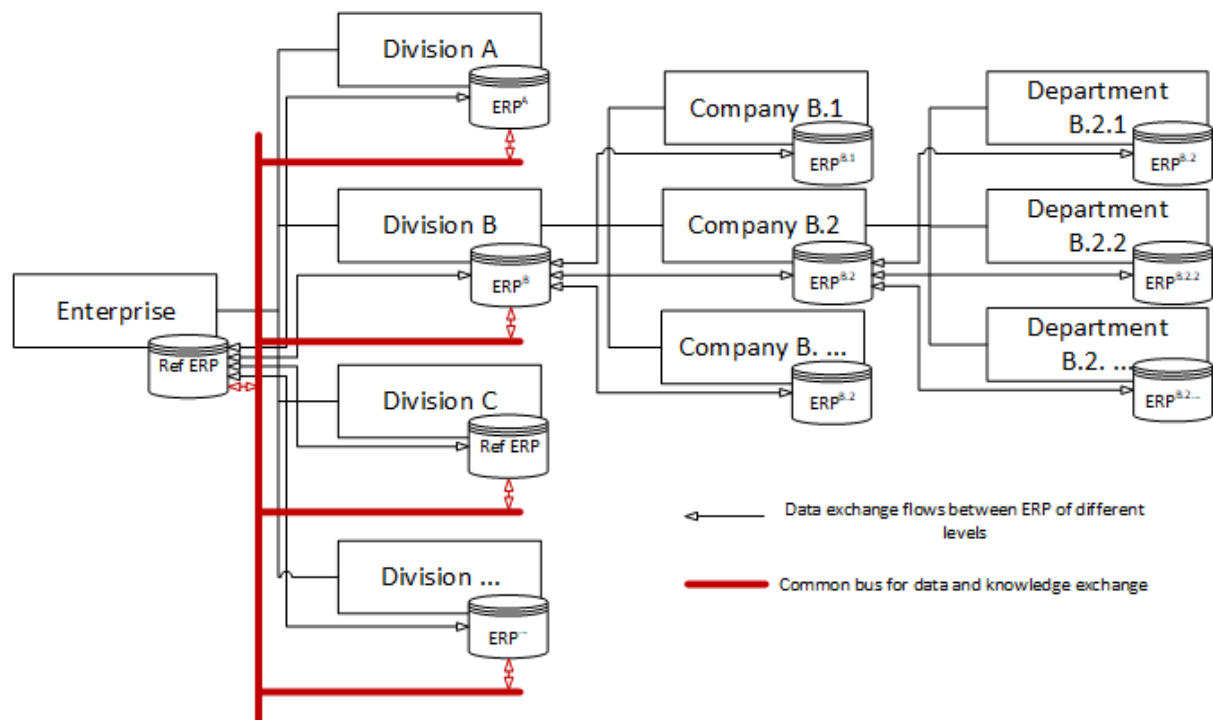 Division A
ERP^A
Company B.1
ERP^B.1
Department
B.2.1
ERP^B.2
Division B
ERP^B
Company B.2
ERP^B.2
Department
B.2.2
ERP^B.2.2
Enterprise
Ref ERP
Company B. ...
ERP^B.2
Department
B.2. ...
ERP^B.2...
Division C
Ref ERP
Division ...
ERP^...
Data exchange flows between ERP of different
levels
Common bus for data and knowledge exchange